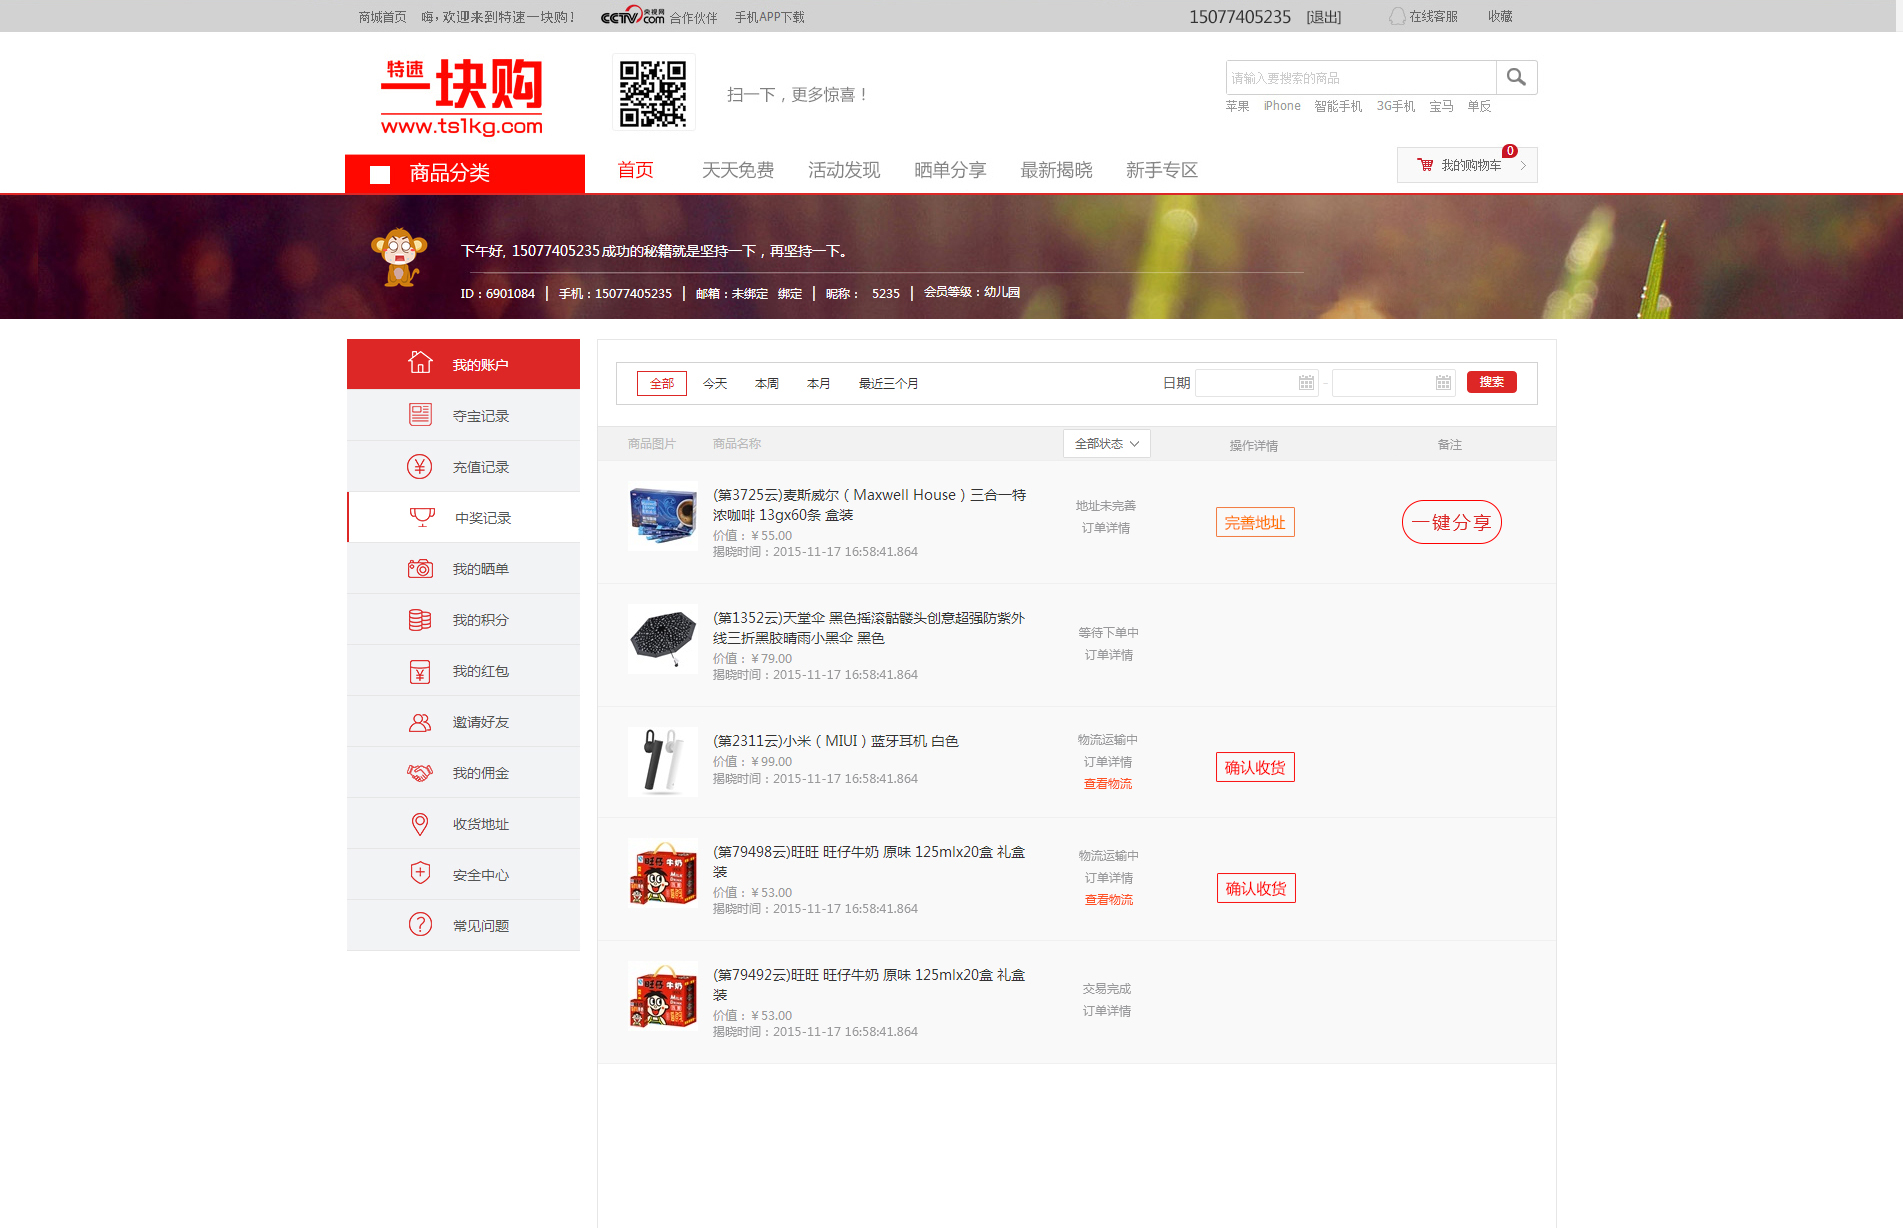 商城首页 嗨，欢迎来到特速一块购！ CCTV.com 央视网 合作伙伴 手机APP下载 15077405235 [退出] 在线客服 收藏
特速
一块购
www.ts1kg.com
扫一下，更多惊喜！
请输入要搜索的商品
苹果 iPhone 智能手机 3G手机 宝马 单反
商品分类 首页 天天免费 活动发现 晒单分享 最新揭晓 新手专区 我的购物车 0
下午好, 15077405235 成功的秘籍就是坚持一下，再坚持一下。
ID：6901084 | 手机：15077405235 | 邮箱：未绑定 绑定 | 昵称： 5235 | 会员等级：幼儿园
我的账户
夺宝记录
充值记录
中奖记录
我的晒单
我的积分
我的红包
邀请好友
我的佣金
收货地址
安全中心
常见问题
全部 今天 本周 本月 最近三个月 日期 - 搜索
商品图片 商品名称 全部状态 操作详情 备注
(第3725云)麦斯威尔（Maxwell House）三合一特
浓咖啡 13gx60条 盒装
价值：￥55.00
揭晓时间：2015-11-17 16:58:41.864
地址未完善
订单详情
完善地址
一键分享
(第1352云)天堂伞 黑色摇滚骷髅头创意超强防紫外
线三折黑胶晴雨小黑伞 黑色
价值：￥79.00
揭晓时间：2015-11-17 16:58:41.864
等待下单中
订单详情
(第2311云)小米（MIUI）蓝牙耳机 白色
价值：￥99.00
揭晓时间：2015-11-17 16:58:41.864
物流运输中
订单详情
查看物流
确认收货
旺仔 牛奶
(第79498云)旺旺 旺仔牛奶 原味 125mlx20盒 礼盒
装
价值：￥53.00
揭晓时间：2015-11-17 16:58:41.864
物流运输中
订单详情
查看物流
确认收货
旺仔 牛奶
(第79492云)旺旺 旺仔牛奶 原味 125mlx20盒 礼盒
装
价值：￥53.00
揭晓时间：2015-11-17 16:58:41.864
交易完成
订单详情